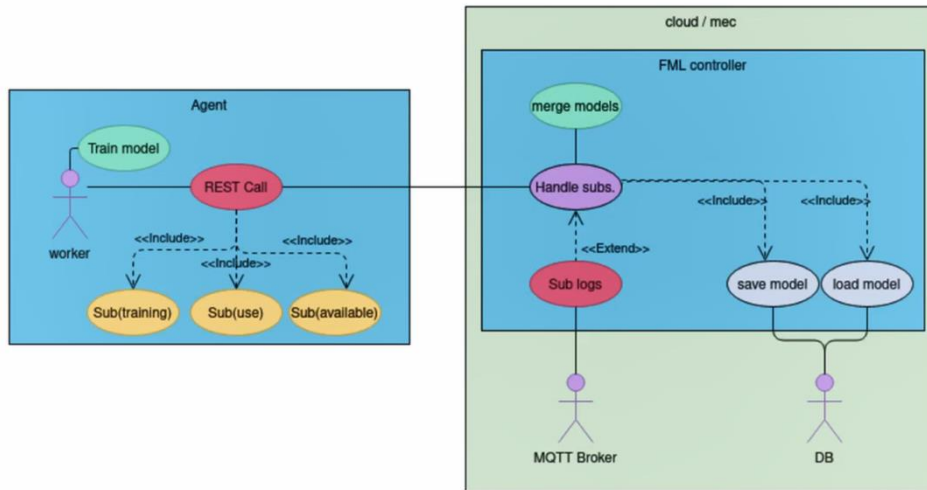 cloud / mec
FML controller
Agent
merge models
Train model
REST Call
Handle subs.
<<Include>>
<<Include>>
worker
<<Include>>
<<Include>>
<<Include>>
<<Extend>>
Sub logs
save model
load model
Sub(training)
Sub(use)
Sub(available)
MQTT Broker
DB